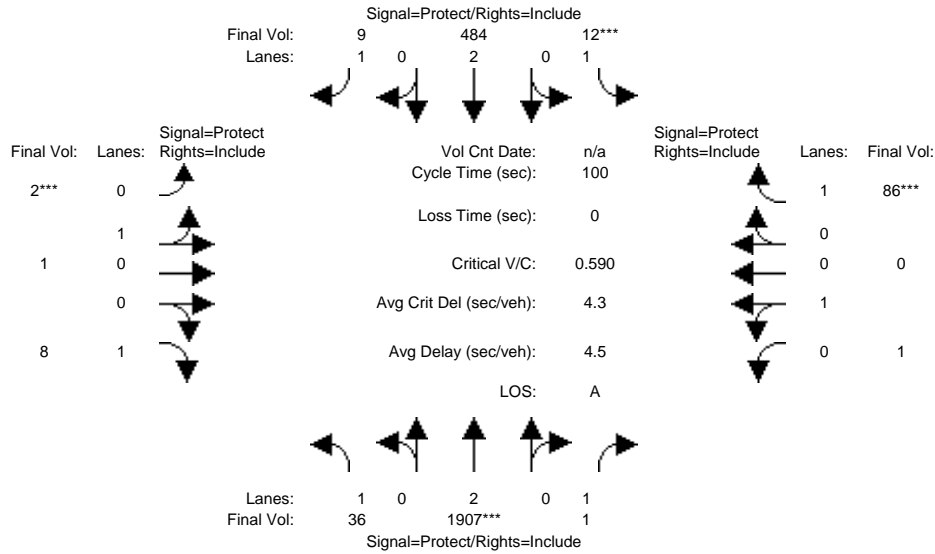 Signal=Protect/Rights=Include
Final Vol: 9 484 12***
Lanes: 1 0 2 0 1
Signal=Protect
Final Vol: Lanes: Rights=Include
Vol Cnt Date: n/a
Signal=Protect
Rights=Include Lanes: Final Vol:
Cycle Time (sec): 100
2*** 0
1 86***
Loss Time (sec): 0
1
0
1 0
Critical V/C: 0.590
0 0
0
Avg Crit Del (sec/veh): 4.3
1
8 1
Avg Delay (sec/veh): 4.5
0 1
LOS: A
Lanes: 1 0 2 0 1
Final Vol: 36 1907*** 1
Signal=Protect/Rights=Include